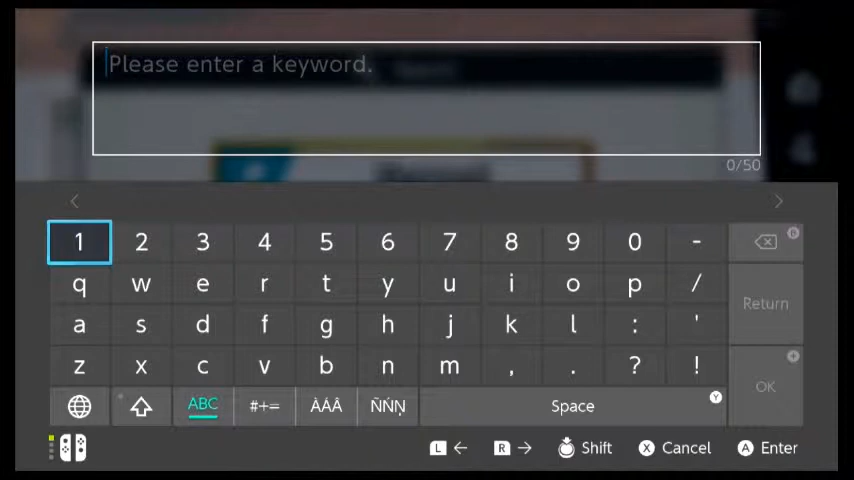 Please enter a keyword.
0/50
1 2 3 4 5 6 7 8 9 0 -
q w e r t y u i o p /
Return
a s d f g h j k l : '
z x c v b n m , . ? !
OK
ABC #+= ÀÁÂ ÑŃŅ Space Y
L ← R → Shift X Cancel A Enter